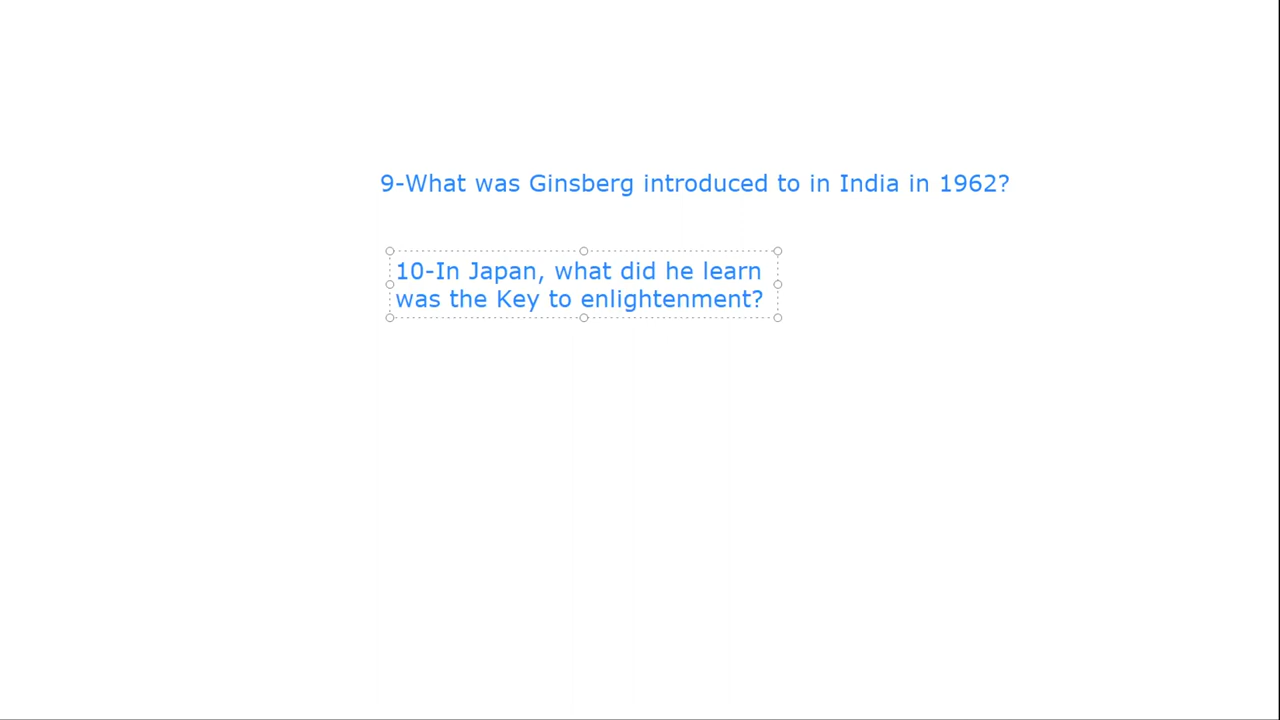 9-What was Ginsberg introduced to in India in 1962?
10-In Japan, what did he learn
was the Key to enlightenment?